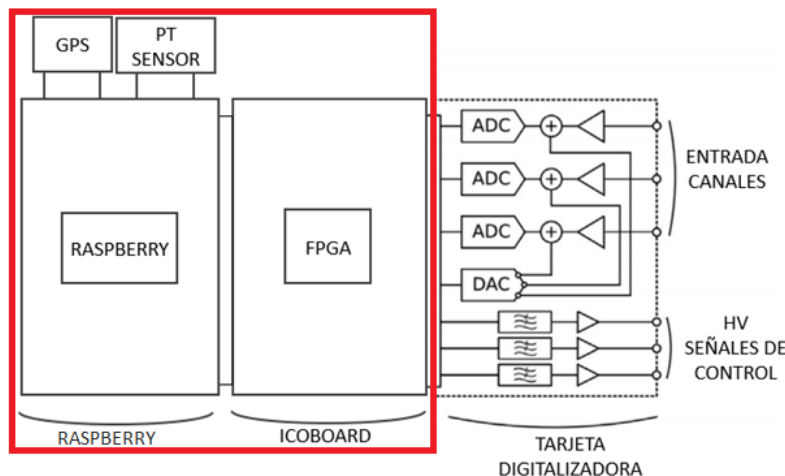 GPS
PT
SENSOR
RASPBERRY
FPGA
ADC
ADC
ADC
DAC
ENTRADA
CANALES
HV
SEÑALES DE
CONTROL
RASPBERRY
ICOBOARD
TARJETA
DIGITALIZADORA